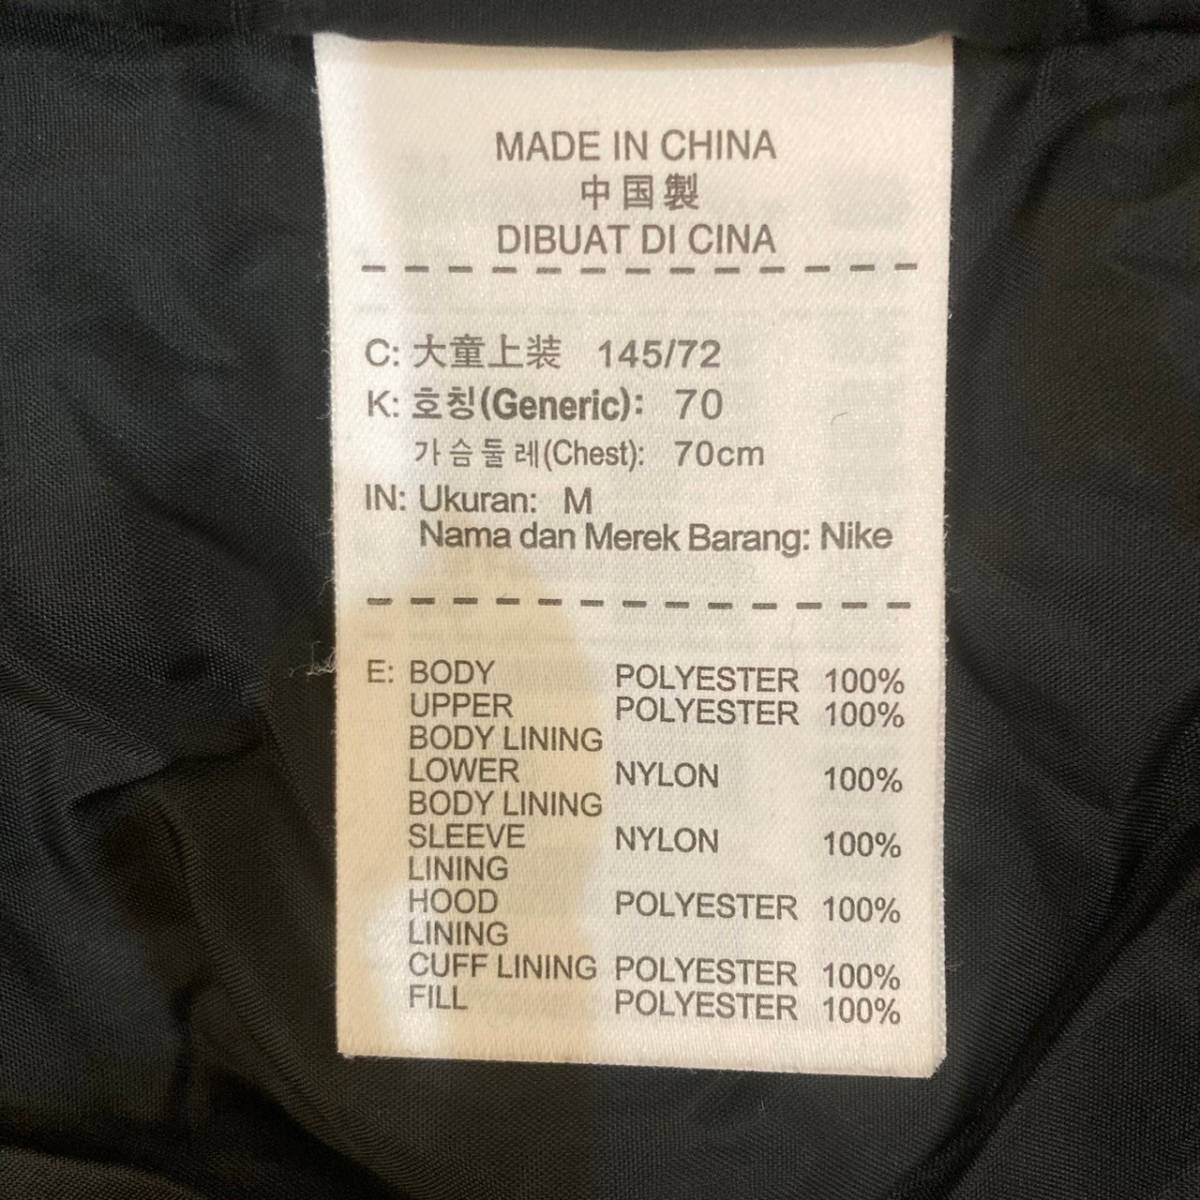 MADE IN CHINA
中国製
DIBUAT DI CINA
C: 大童上装 145/72
K: 호칭(Generic): 70
가슴둘레(Chest): 70cm
IN: Ukuran: M
Nama dan Merek Barang: Nike
E: BODY POLYESTER 100%
UPPER POLYESTER 100%
BODY LINING
LOWER NYLON 100%
BODY LINING
SLEEVE NYLON 100%
LINING
HOOD POLYESTER 100%
LINING
CUFF LINING POLYESTER 100%
FILL POLYESTER 100%